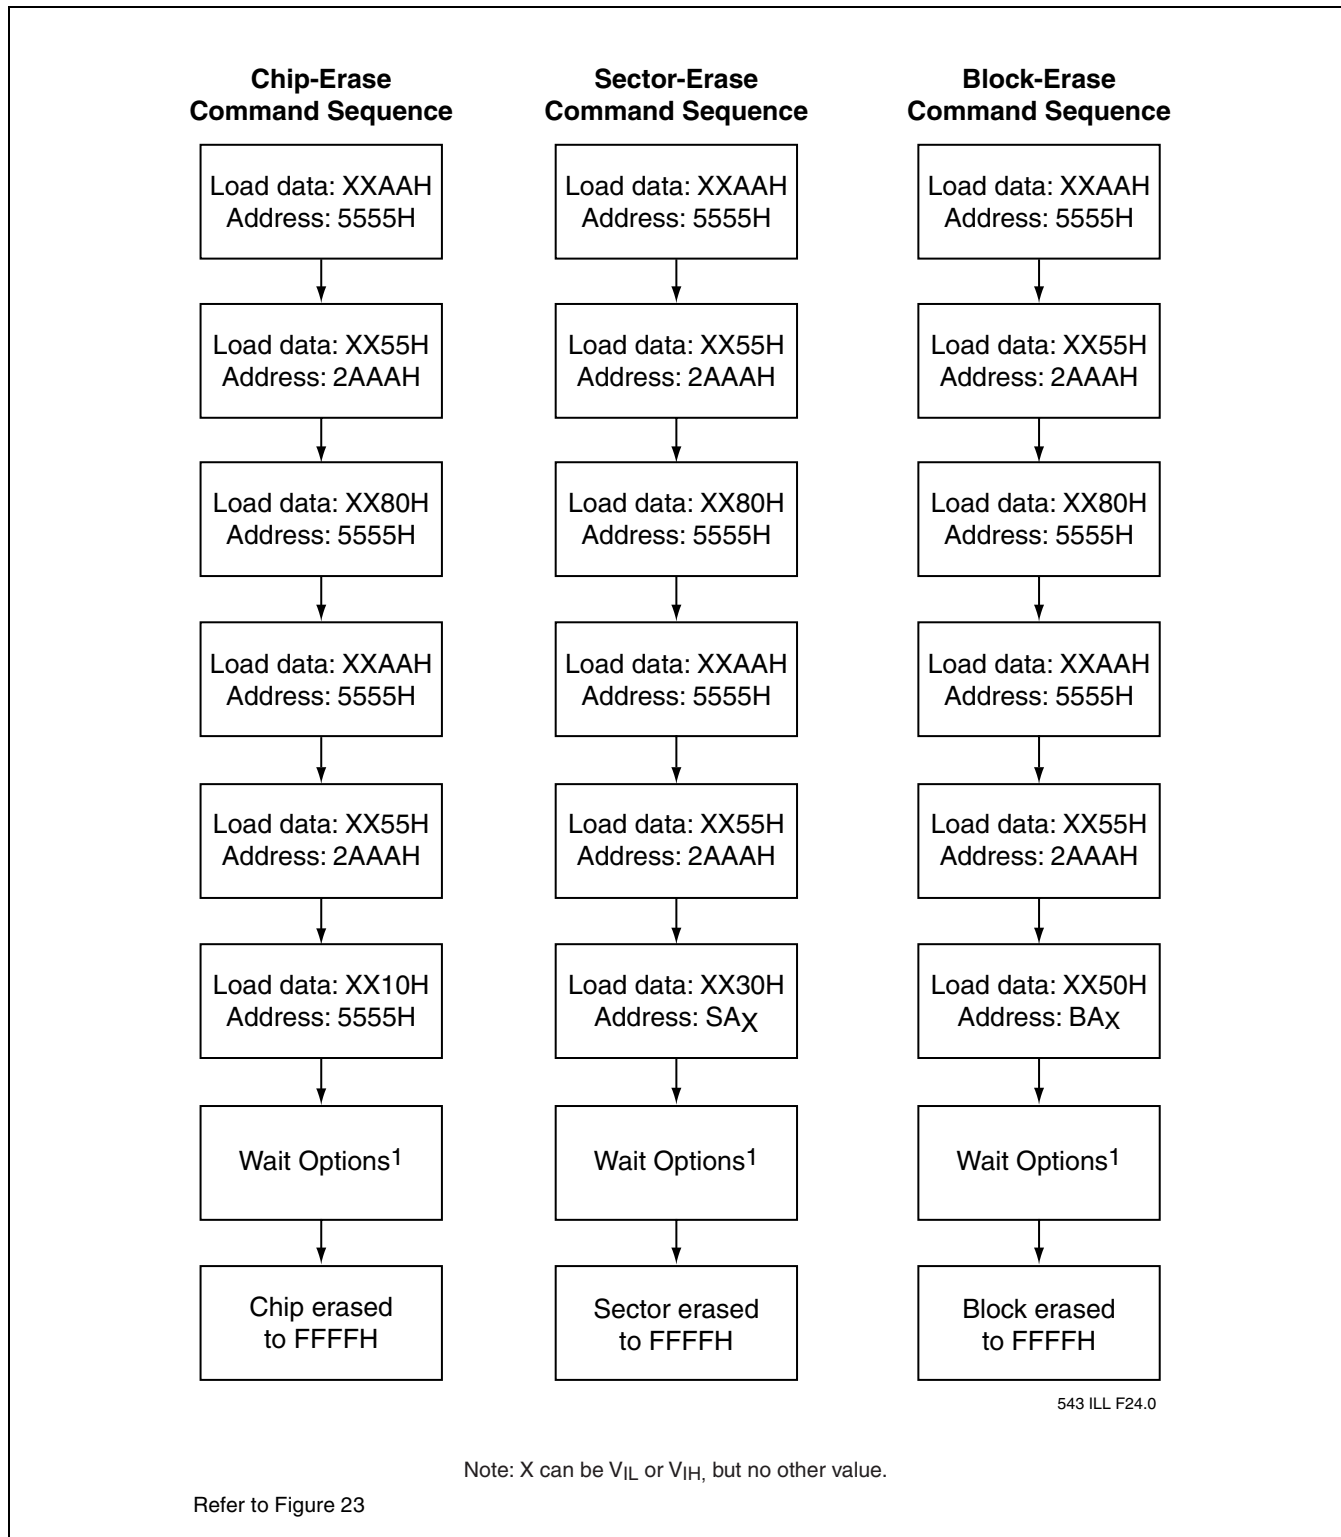 Chip-Erase
Command Sequence
Load data: XXAAH
Address: 5555H
Load data: XX55H
Address: 2AAAH
Load data: XX80H
Address: 5555H
Load data: XXAAH
Address: 5555H
Load data: XX55H
Address: 2AAAH
Load data: XX10H
Address: 5555H
Wait Options1
Chip erased
to FFFFH
Sector-Erase
Command Sequence
Load data: XXAAH
Address: 5555H
Load data: XX55H
Address: 2AAAH
Load data: XX80H
Address: 5555H
Load data: XXAAH
Address: 5555H
Load data: XX55H
Address: 2AAAH
Load data: XX30H
Address: SAX
Wait Options1
Sector erased
to FFFFH
Block-Erase
Command Sequence
Load data: XXAAH
Address: 5555H
Load data: XX55H
Address: 2AAAH
Load data: XX80H
Address: 5555H
Load data: XXAAH
Address: 5555H
Load data: XX55H
Address: 2AAAH
Load data: XX50H
Address: BAX
Wait Options1
Block erased
to FFFFH
543 ILL F24.0
Note: X can be VIL or VIH, but no other value.
Refer to Figure 23